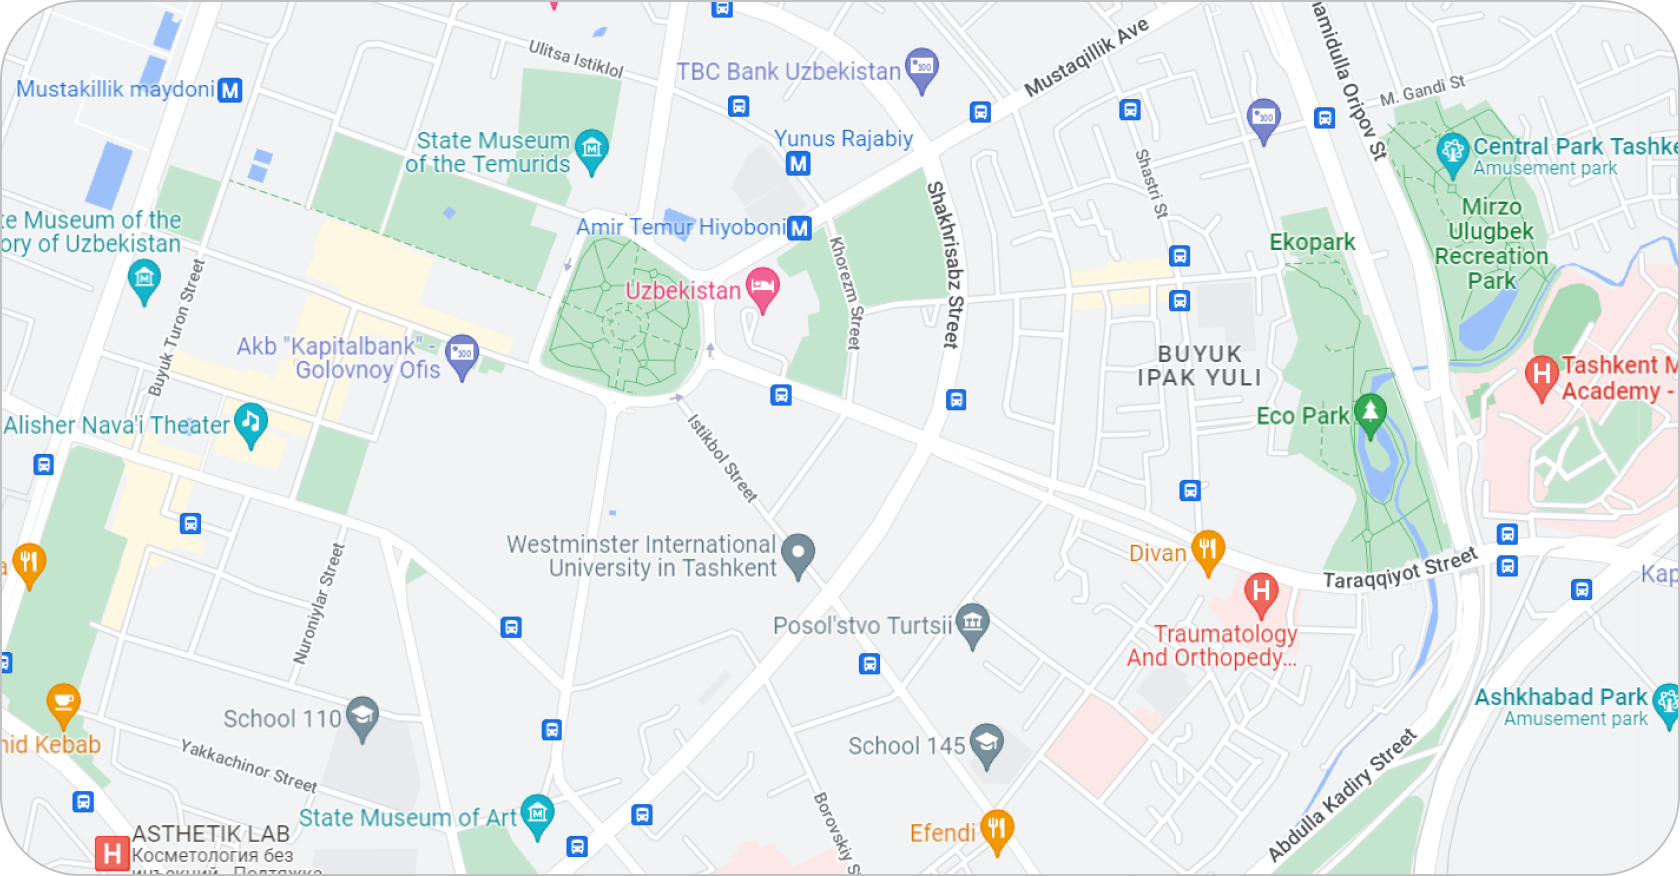 Ulitsa Istiklol
Mustaqillik Ave
TBC Bank Uzbekistan
Mustakillik maydoni
M. Gandi St
amidulla Oripov St
State Museum
of the Temurids
Yunus Rajabiy
Shastri St
Central Park Tashke
Amusement park
te Museum of the
ory of Uzbekistan
Amir Temur Hiyoboni
Khorezm Street
Shakhrisabz Street
Ekopark
Mirzo
Ulugbek
Recreation
Park
Uzbekistan
Buyuk Turon Street
Akb "Kapitalbank" -
Golovnoy Ofis
BUYUK
IPAK YULI
Tashkent M
Academy -
Alisher Nava'i Theater
Eco Park
Istikbol Street
Westminster International
University in Tashkent
Divan
Taraqqiyot Street
Kap
a
Nuroniylar Street
Posol'stvo Turtsii
Traumatology
And Orthopedy...
Ashkhabad Park
Amusement park
School 110
nid Kebab
School 145
Yakkachinor Street
Abdulla Kadiry Street
State Museum of Art
Borovskiy S
Efendi
ASTHETIK LAB
Косметология без
инъекций - Подтяжка